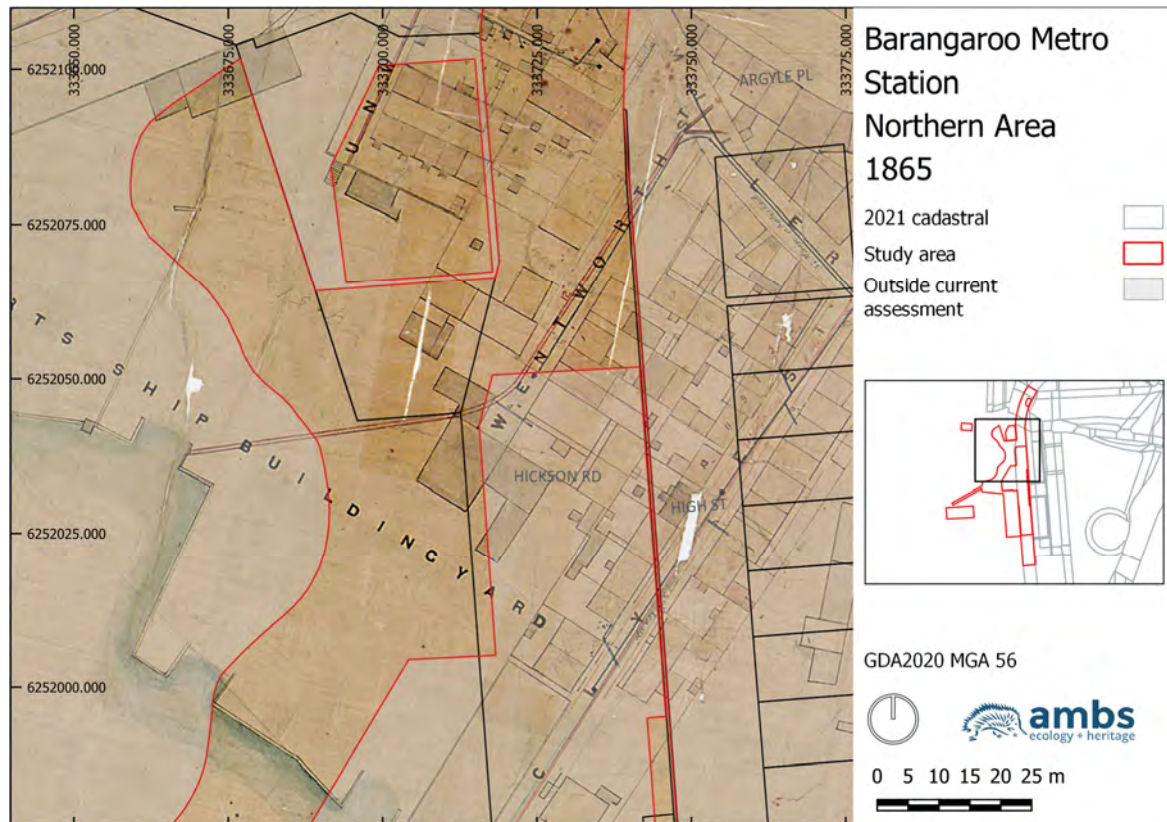 333650.000
333675.000
333700.000
333725.000
333750.000
333775.000
6252100.000
6252075.000
6252050.000
6252025.000
6252000.000
ARGYLE PL
U N
W E N T W O R T H ST
HICKSON RD
HIGH ST
R T S S H I P B U I L D I N G Y A R D
Barangaroo Metro
Station
Northern Area
1865
2021 cadastral
Study area
Outside current
assessment
GDA2020 MGA 56
ambs
ecology + heritage
0 5 10 15 20 25 m